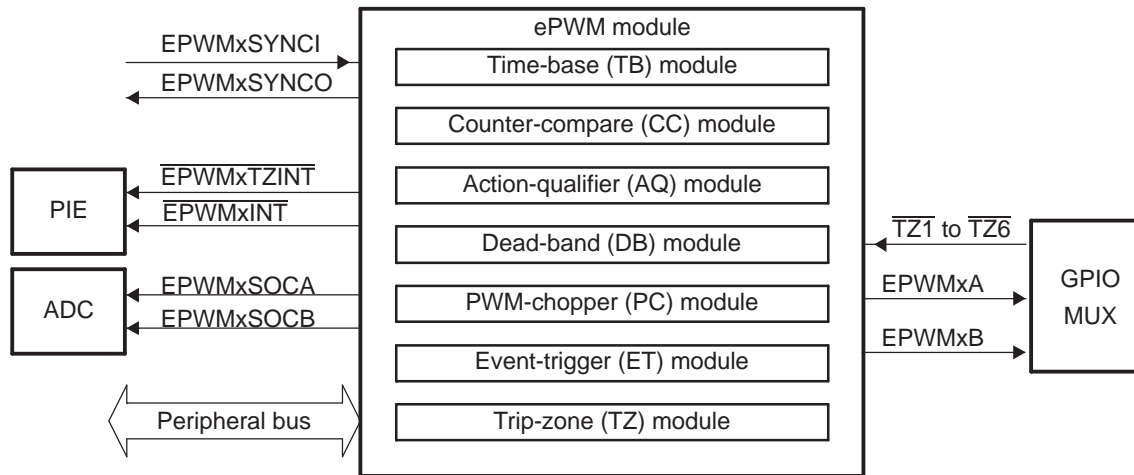 ePWM module
EPWMxSYNCI
Time-base (TB) module
EPWMxSYNCO
Counter-compare (CC) module
EPWMxTZINT
Action-qualifier (AQ) module
PIE
EPWMxINT
TZ1 to TZ6
Dead-band (DB) module
EPWMxSOCA
EPWMxA
GPIO
MUX
ADC
PWM-chopper (PC) module
EPWMxSOCB
EPWMxB
Event-trigger (ET) module
Peripheral bus
Trip-zone (TZ) module